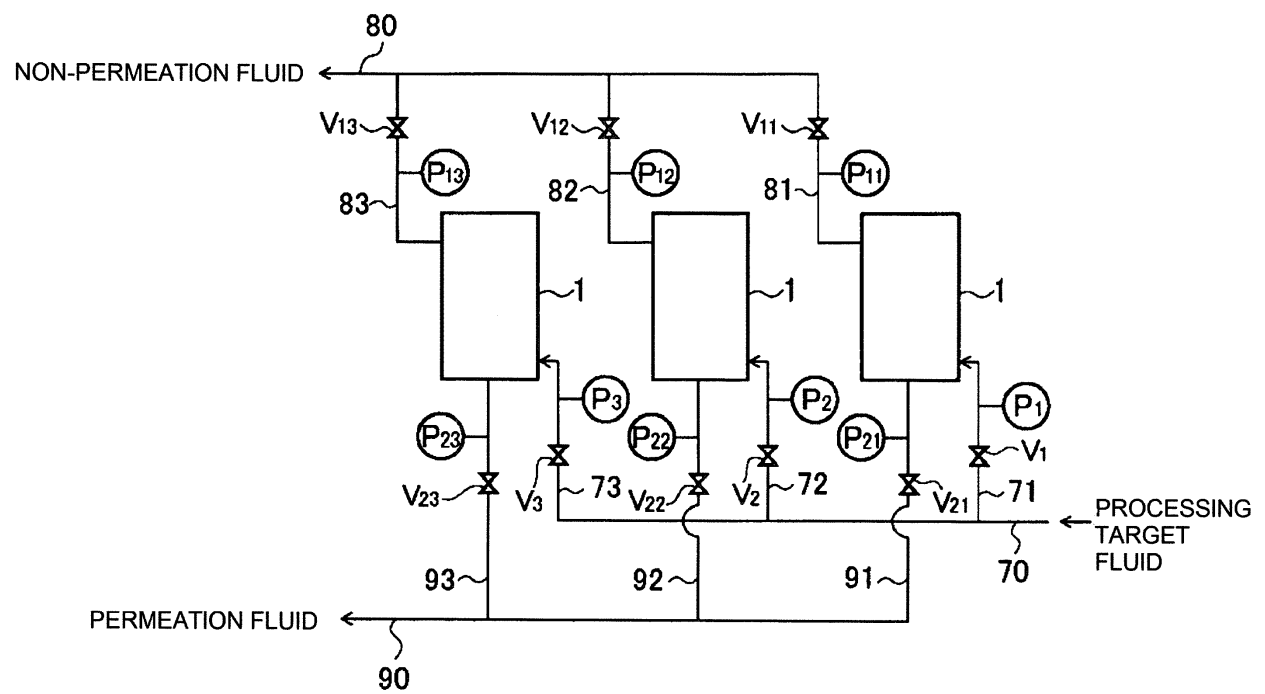 80
NON-PERMEATION FLUID
V13 V12 V11
P13 P12 P11
83 82 81
1 1 1
P3 P2 P1
P23 P22 P21
V1
V23 V3 73 V22 V2 72 V21 71
PROCESSING
TARGET
FLUID
70
93 92 91
PERMEATION FLUID
90